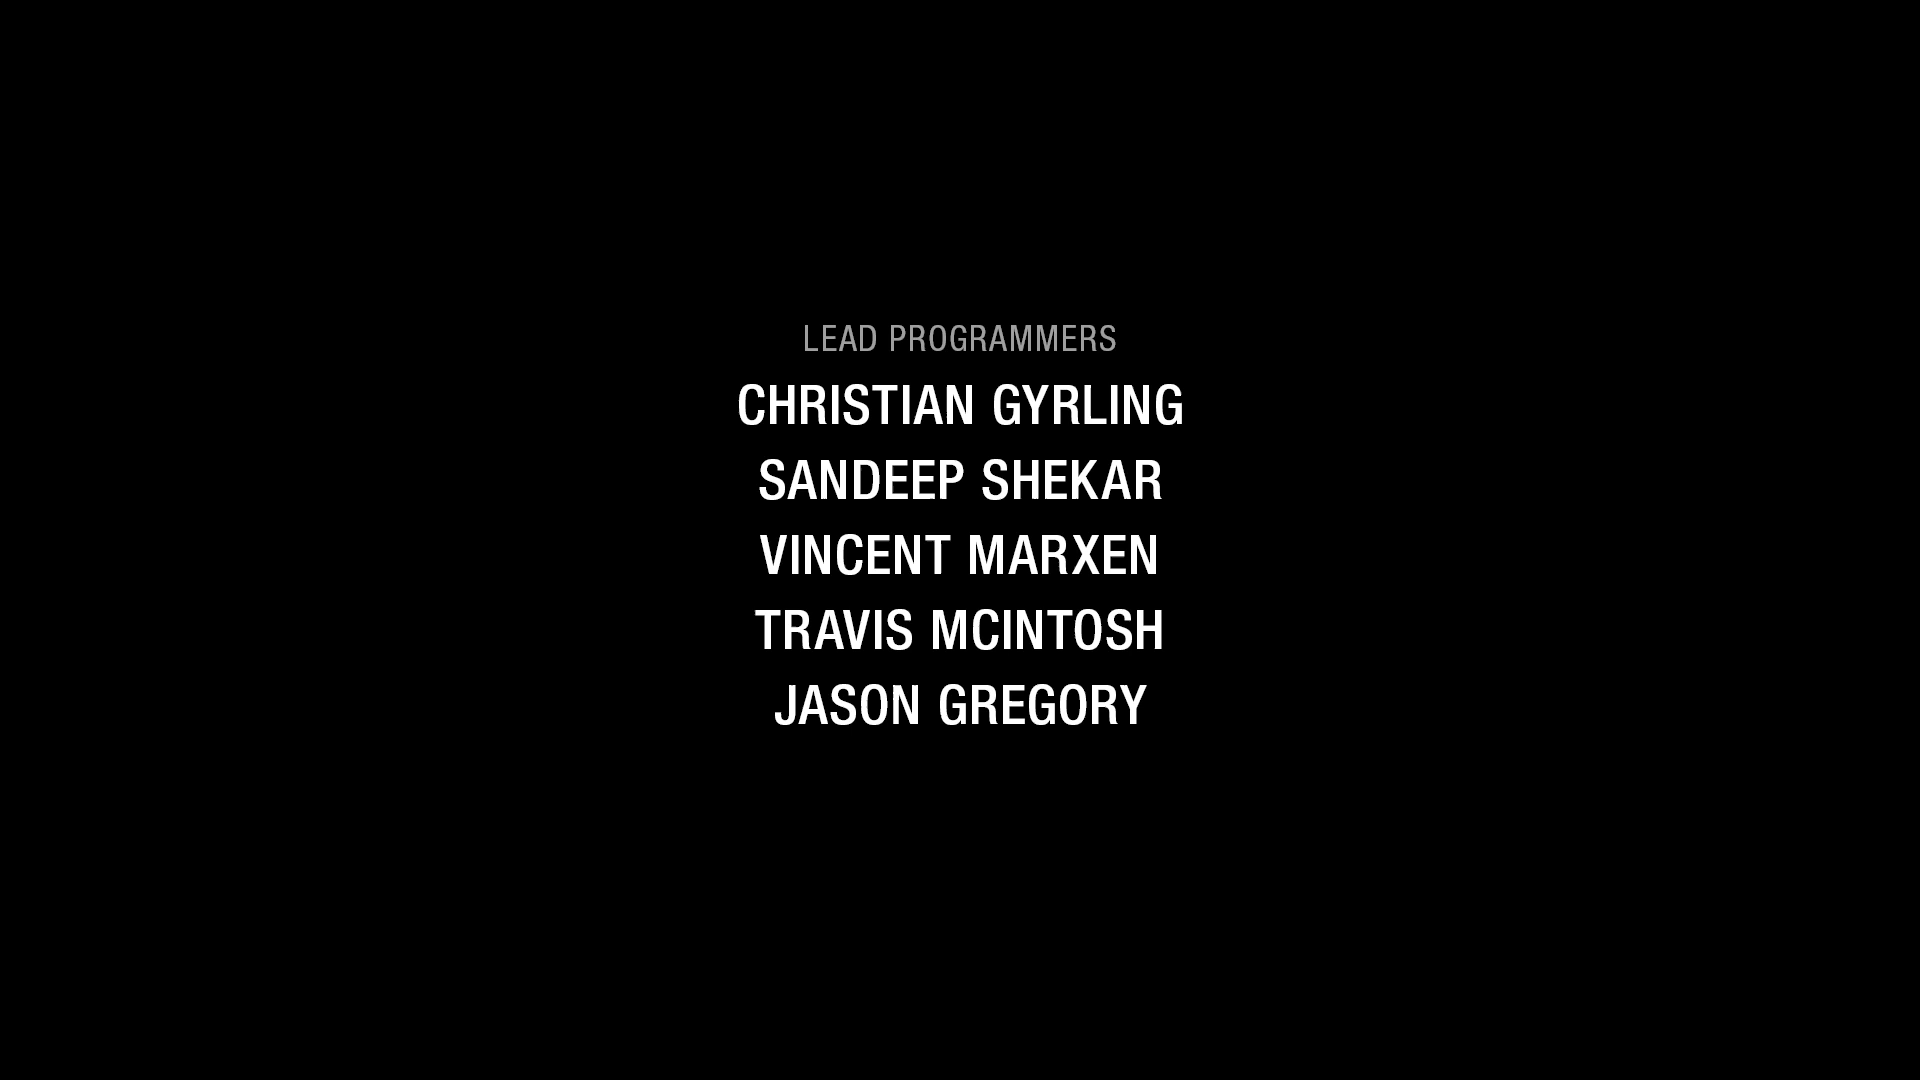 LEAD PROGRAMMERS
CHRISTIAN GYRLING
SANDEEP SHEKAR
VINCENT MARXEN
TRAVIS MCINTOSH
JASON GREGORY